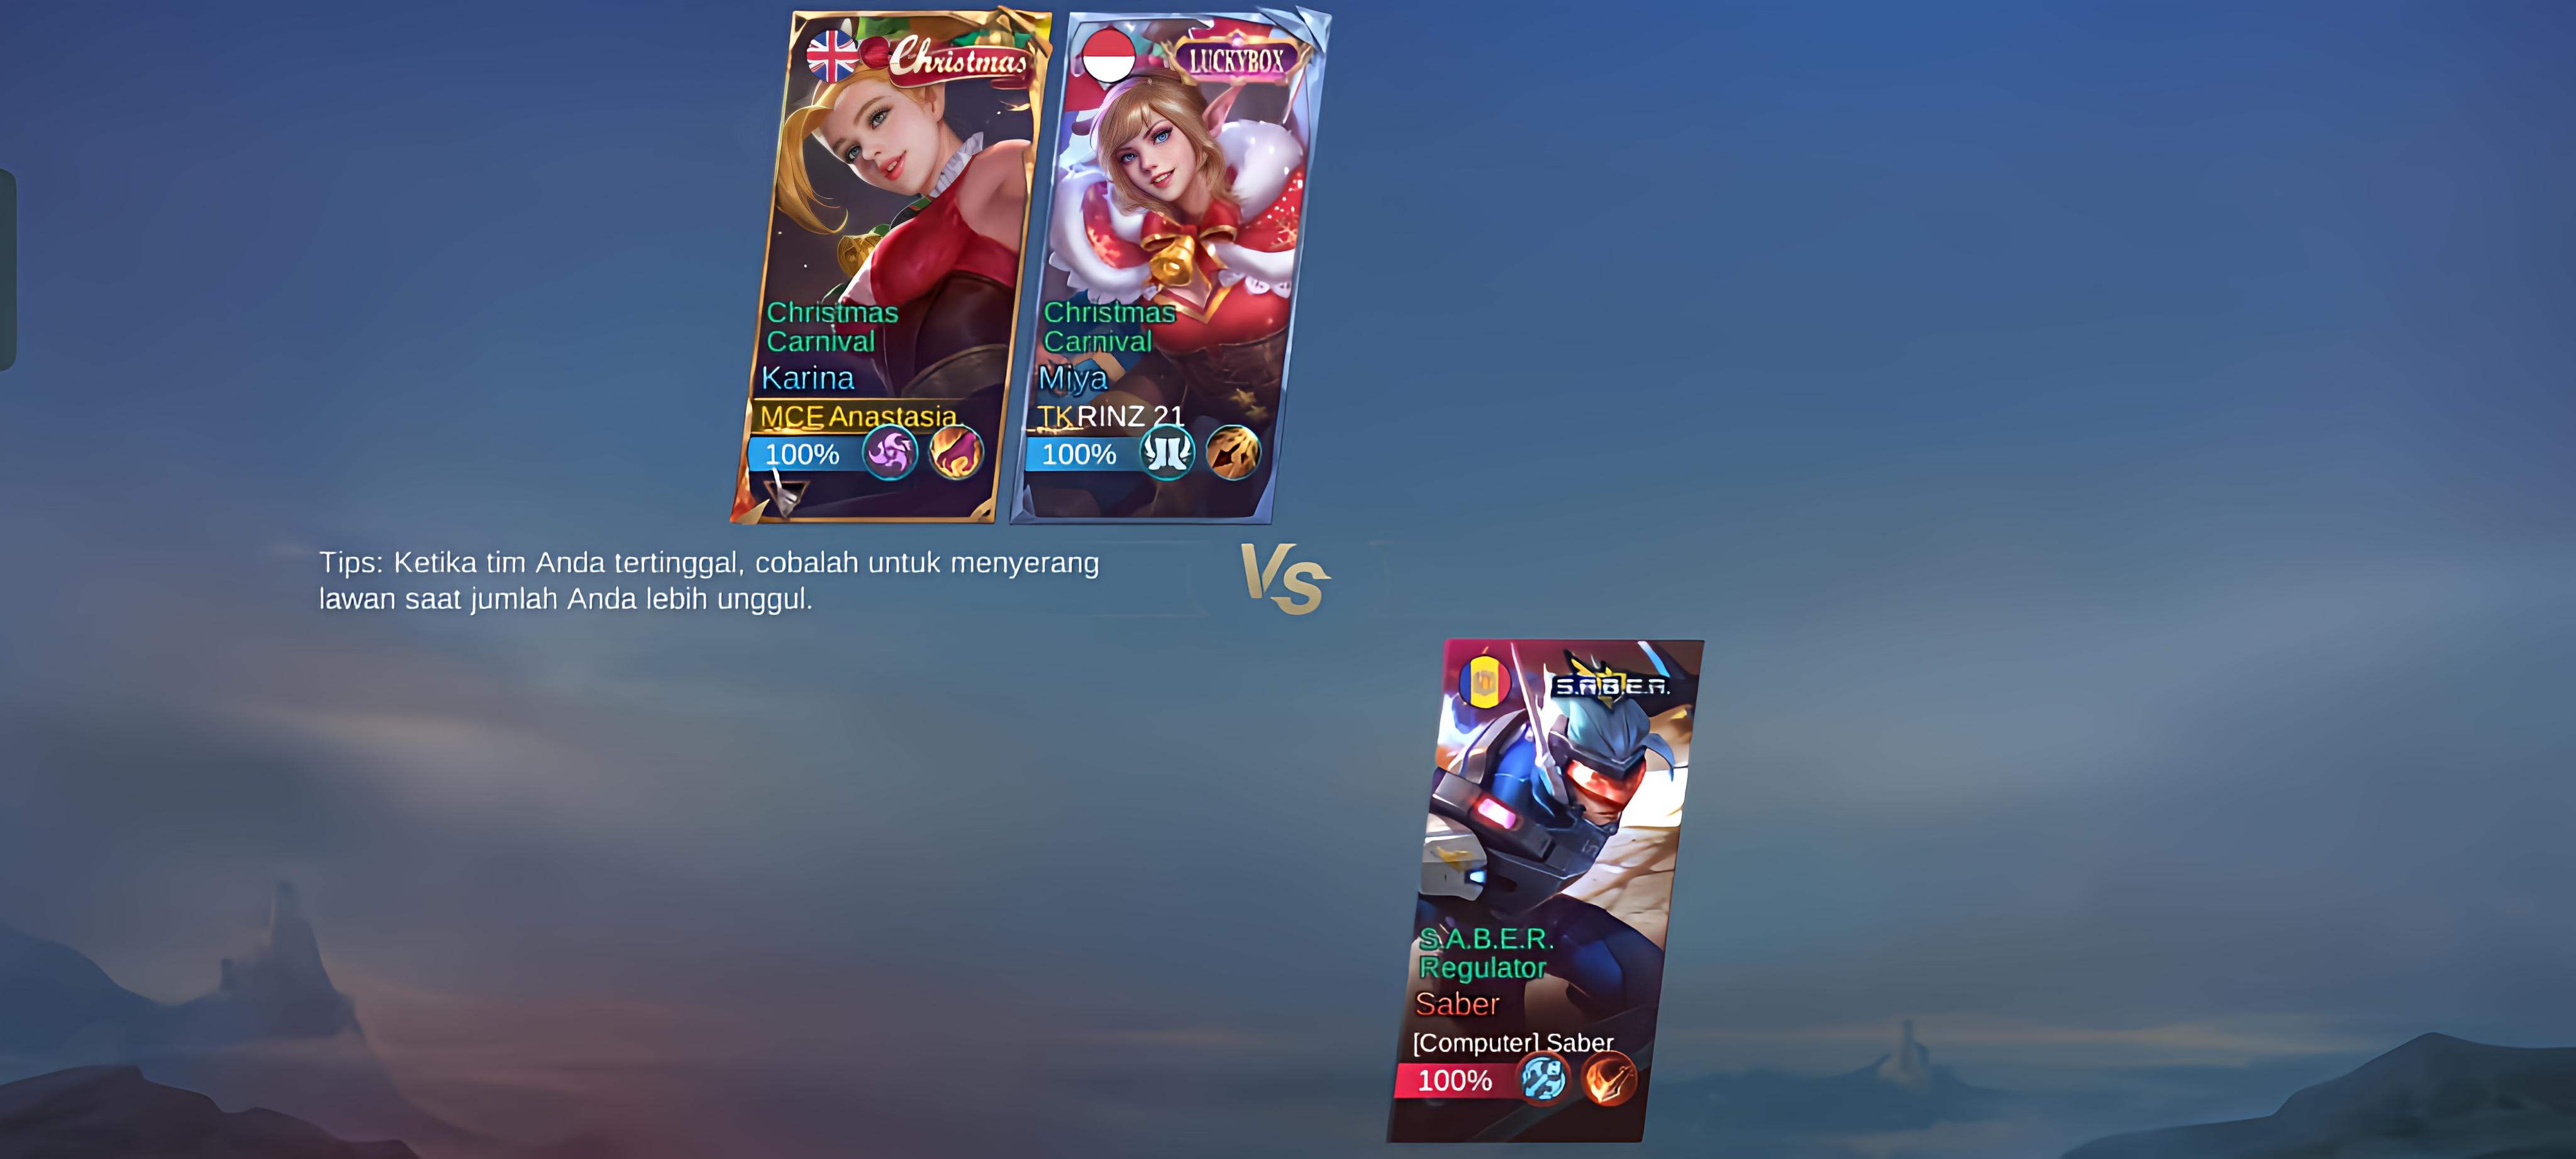 Christmas
Christmas
Carnival
Karina
MCE Anastasia.
100%
LUCKYBOX
Christmas
Carnival
Miya
TKRINZ 21
100%
Tips: Ketika tim Anda tertinggal, cobalah untuk menyerang
lawan saat jumlah Anda lebih unggul.
VS
S.A.B.E.R.
S.A.B.E.R.
Regulator
Saber
[Computer] Saber
100%